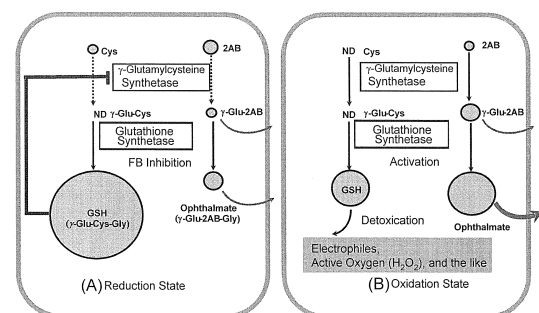 Cys
2AB
γ-Glutamylcysteine
Synthetase
ND γ-Glu-Cys
γ-Glu-2AB
Glutathione
Synthetase
FB Inhibition
GSH
(γ-Glu-Cys-Gly)
Ophthalmate
(γ-Glu-2AB-Gly)
(A) Reduction State
ND Cys
2AB
γ-Glutamylcysteine
Synthetase
ND γ-Glu-Cys
γ-Glu-2AB
Glutathione
Synthetase
Activation
GSH
Ophthalmate
Detoxication
Electrophiles,
Active Oxygen (H₂O₂), and the like
(B) Oxidation State